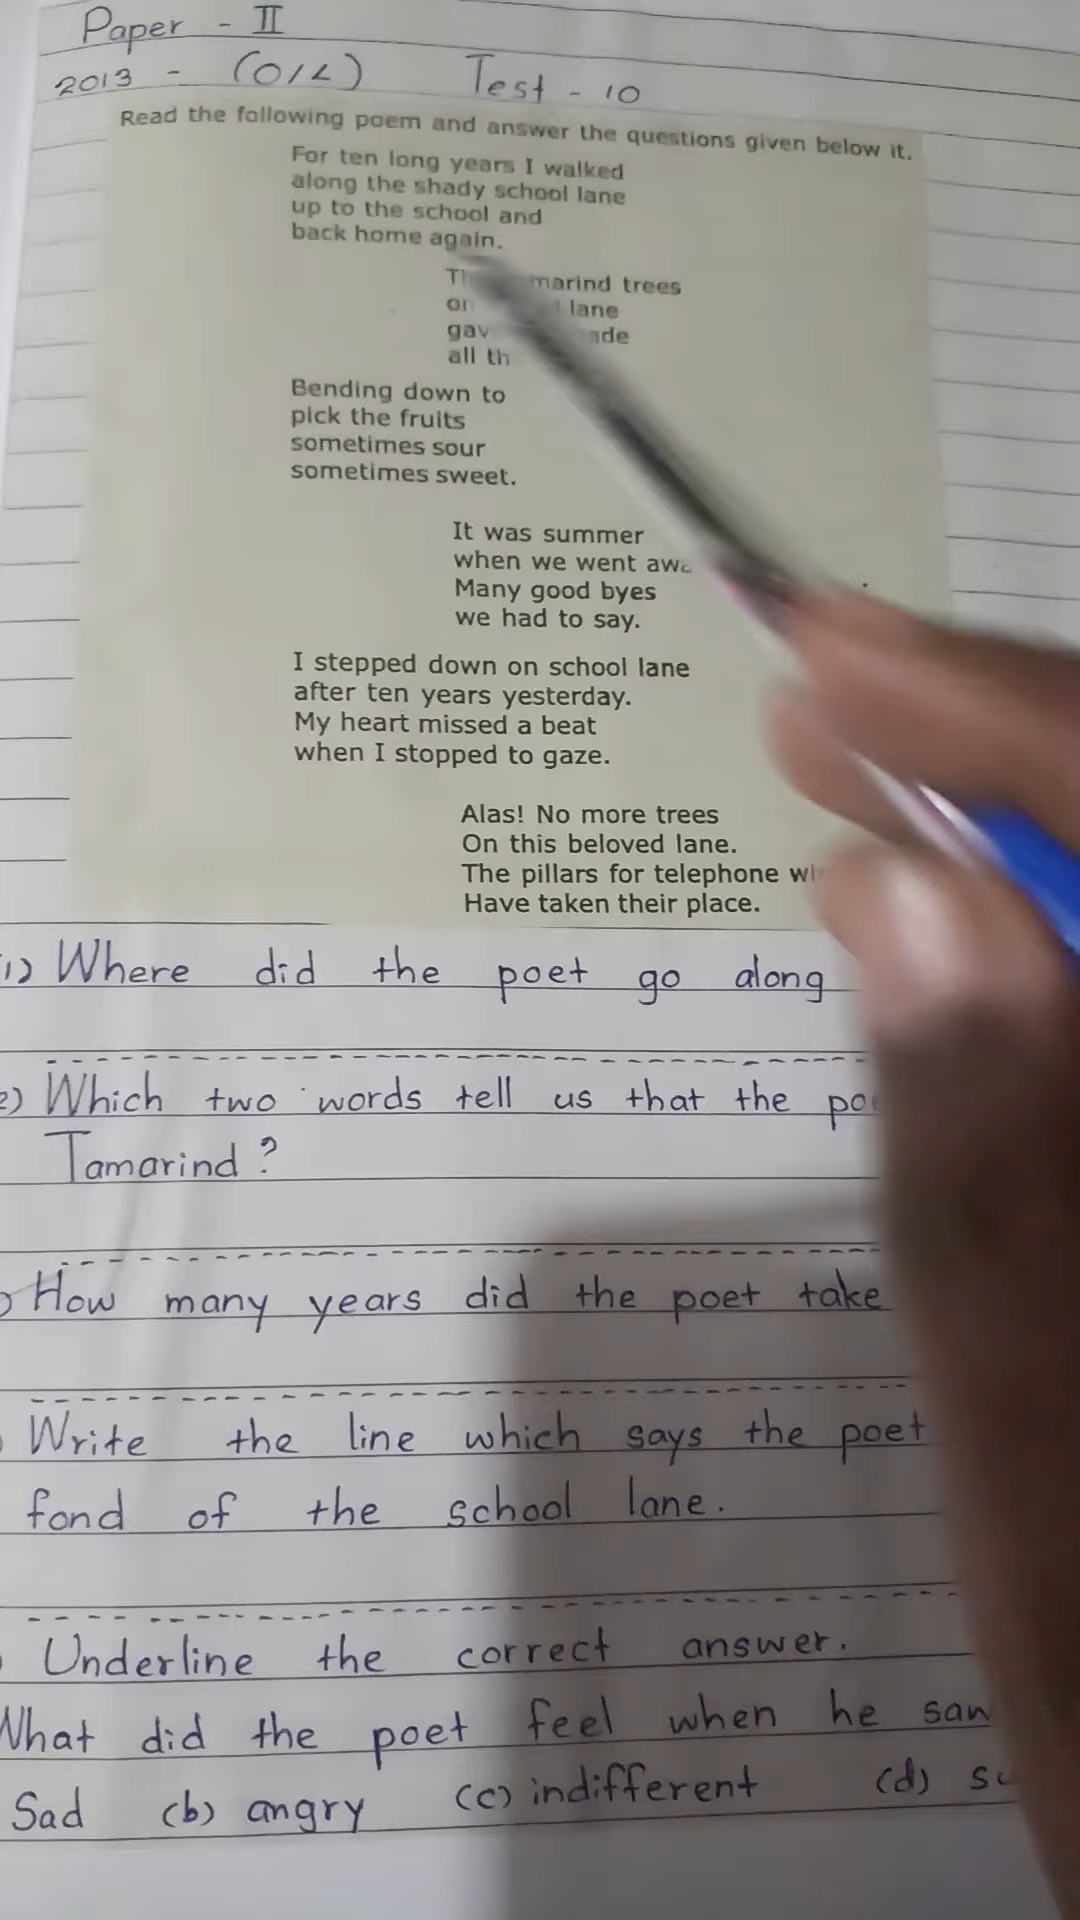 Paper - II
2013 - (O/L) Test - 10
Read the following poem and answer the questions given below it.
For ten long years I walked
along the shady school lane
up to the school and
back home again.
trees
lane
all
Bending down to
pick the fruits
sometimes sour
sometimes sweet.
It was summer
when we went
Many good byes
we had to say.
I stepped down on school lane
after ten years yesterday.
My heart missed a beat
when I stopped to gaze.
Alas! No more trees
On this beloved lane.
The pillars for telephone
Have taken their place.
1) Where did the poet go along
2) Which two words tell us that the
Tamarind ?
How many years did the poet take
Write the line which says the poet
fond of the school lane.
Underline the correct answer.
What did the poet feel when he saw
Sad (b) angry (c) indifferent (d)